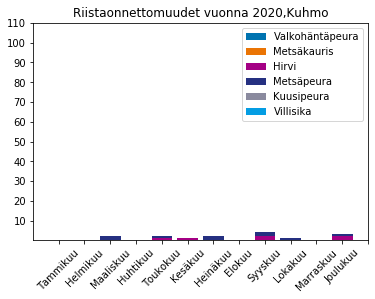 Riistaonnettomuudet vuonna 2020,Kuhmo
110
100
90
80
70
60
50
40
30
20
10
Valkohäntäpeura
Metsäkauris
Hirvi
Metsäpeura
Kuusipeura
Villisika
Tammikuu
Helmikuu
Maaliskuu
Huhtikuu
Toukokuu
Kesäkuu
Heinäkuu
Elokuu
Syyskuu
Lokakuu
Marraskuu
Joulukuu